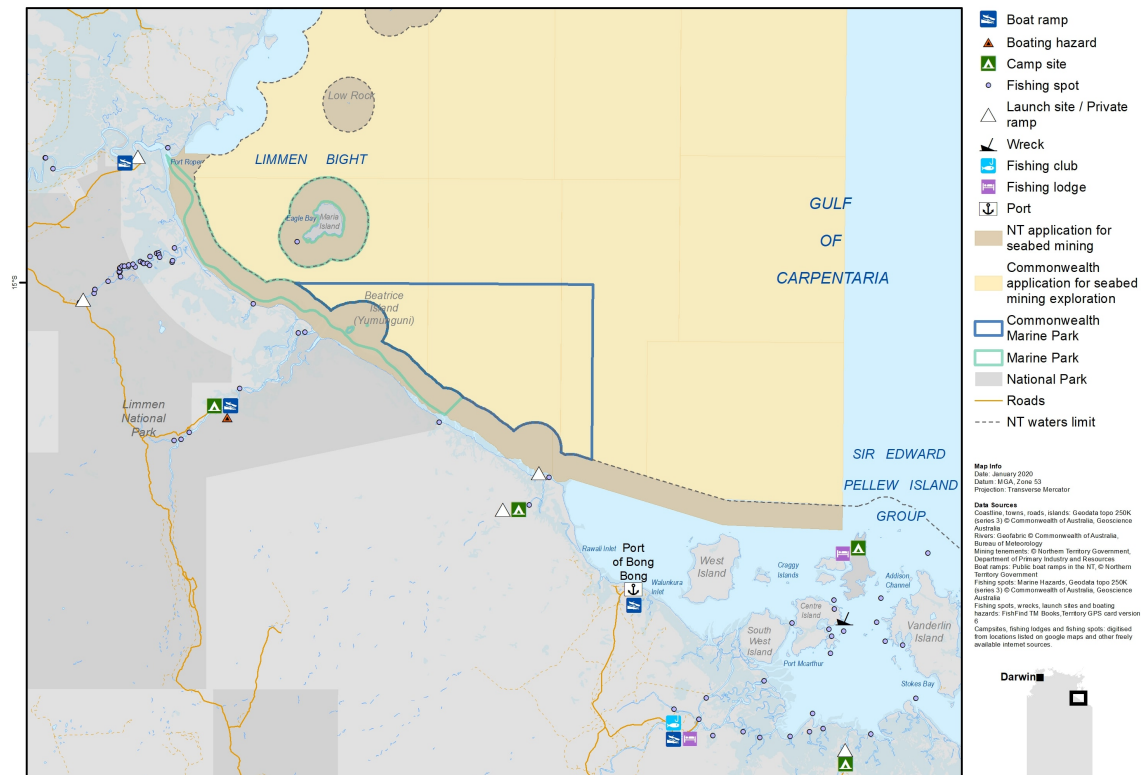 Low Rock
LIMMEN BIGHT
Port Roper
Eagle Bay
Maria
Island
GULF
OF
CARPENTARIA
15°S
Beatrice
Island
(Yumunguni)
Limmen
National
Park
SIR EDWARD
PELLEW ISLAND
GROUP
Rawali Inlet
Port
of Bong
Bong
Walunkura
Inlet
West
Island
Craggy
Islands
Addison
Channel
Centre
Island
South
West
Island
Vanderlin
Island
Port Mcarthur
Stokes Bay
Boat ramp
Boating hazard
Camp site
Fishing spot
Launch site / Private
ramp
Wreck
Fishing club
Fishing lodge
Port
NT application for
seabed mining
Commonwealth
application for seabed
mining exploration
Commonwealth
Marine Park
Marine Park
National Park
Roads
NT waters limit
Map Info
Date: January 2020
Datum: MGA, Zone 53
Projection: Transverse Mercator
Data Sources
Coastline, towns, roads, islands: Geodata topo 250K
(series 3) © Commonwealth of Australia, Geoscience
Australia
Rivers: Geofabric © Commonwealth of Australia,
Bureau of Meteorology
Mining tenements: © Northern Territory Government,
Department of Primary Industry and Resources
Boat ramps: Public boat ramps in the NT, © Northern
Territory Government
Fishing spots: Marine Hazards, Geodata topo 250K
(series 3) © Commonwealth of Australia, Geoscience
Australia
Fishing spots, wrecks, launch sites and boating
hazards: FishFind TM Books,Territory GPS card version
6
Campsites, fishing lodges and fishing spots: digitised
from locations listed on google maps and other freely
available internet sources.
Darwin